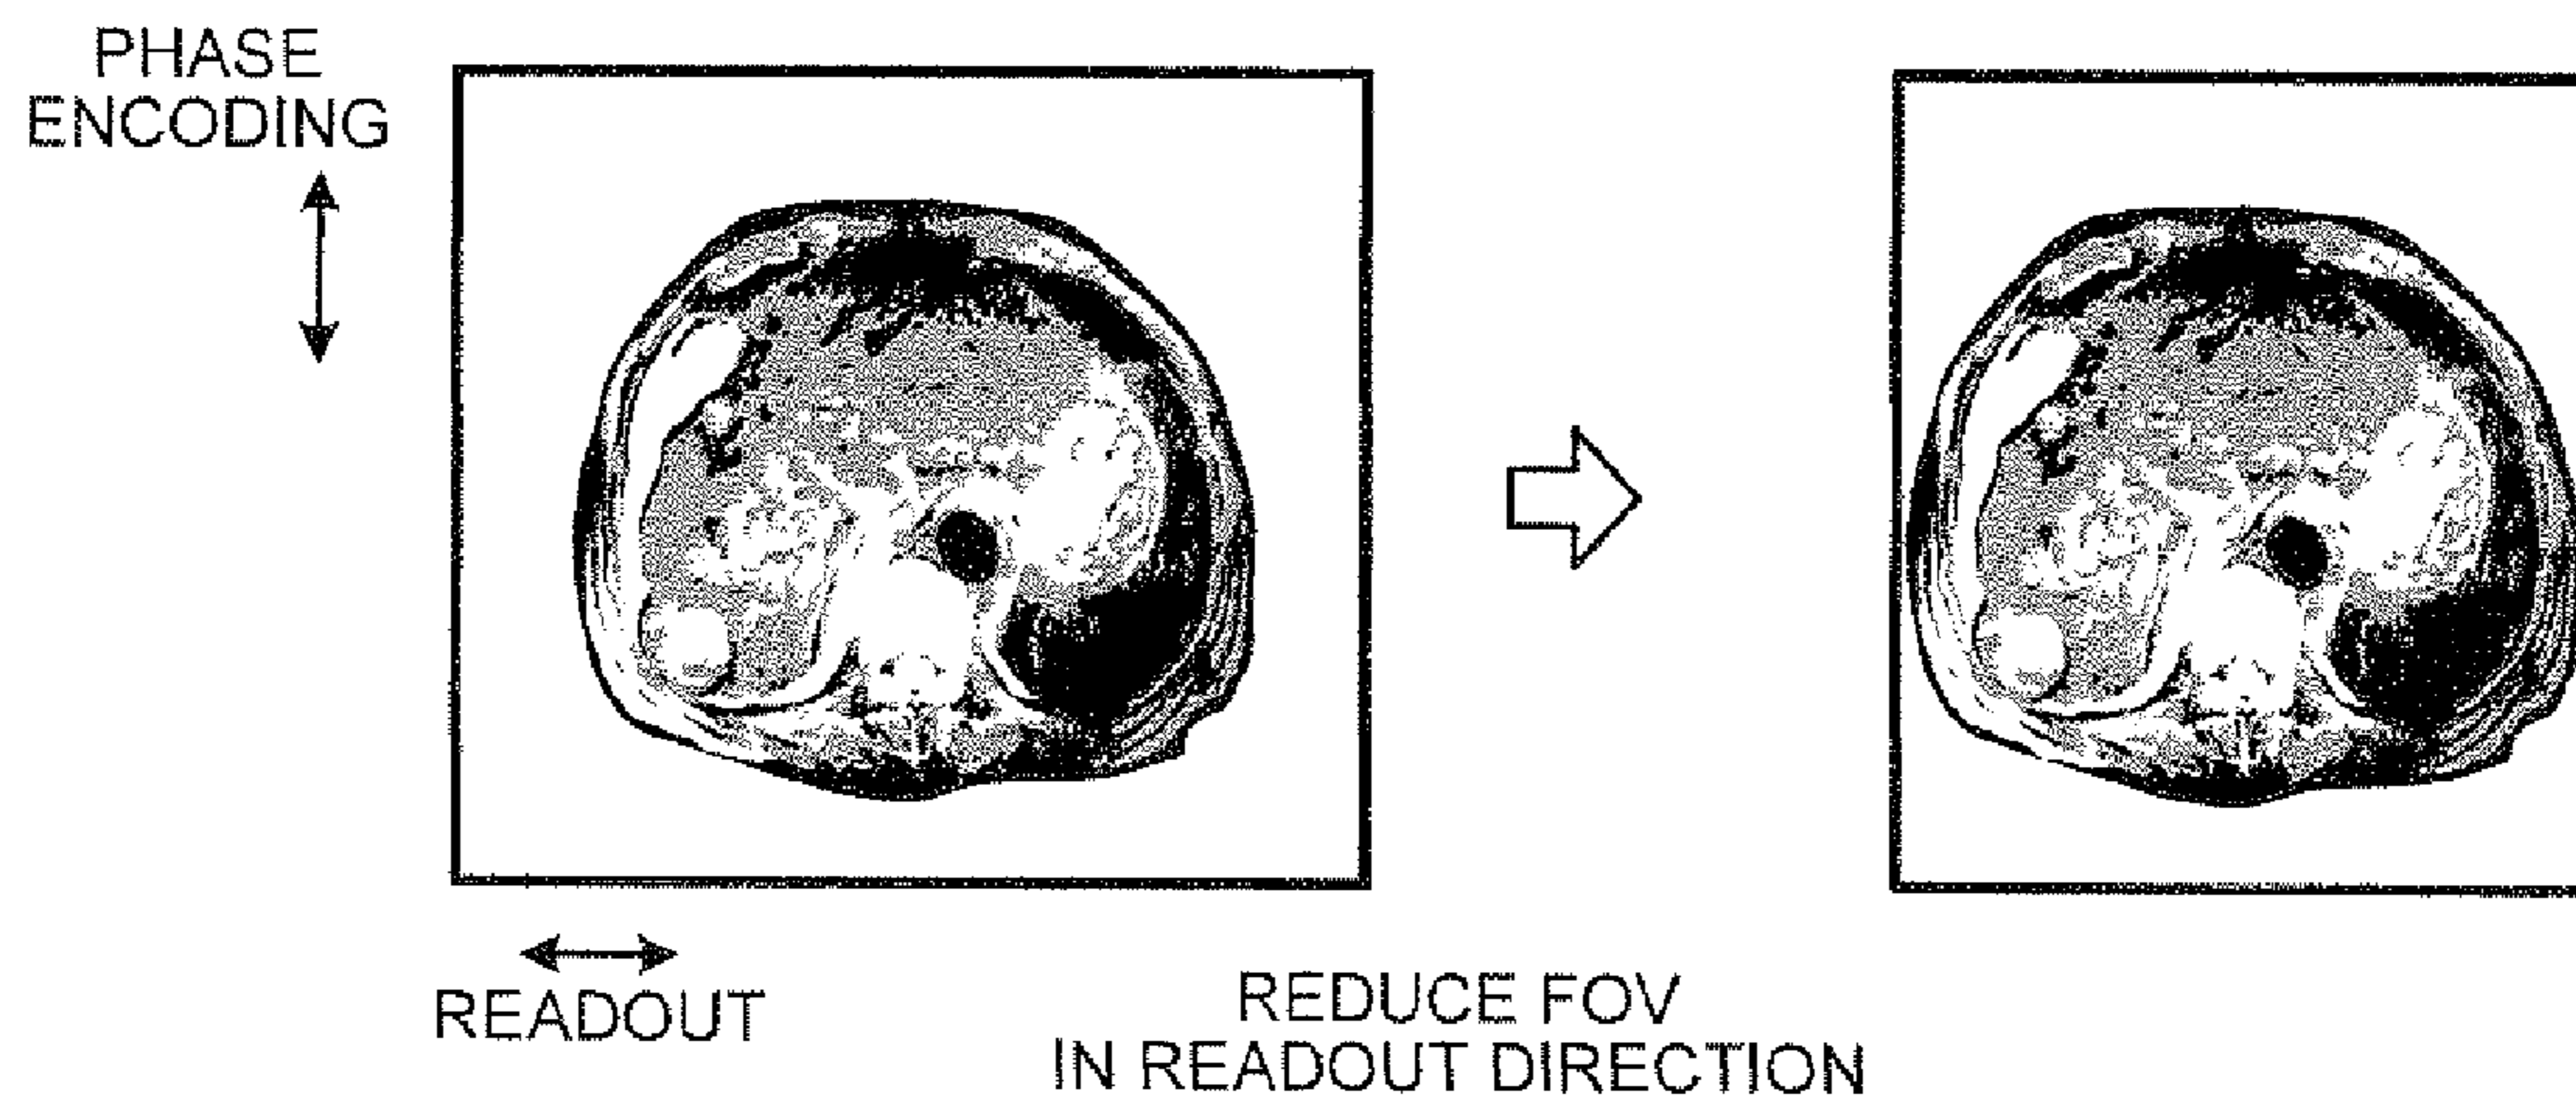 PHASE
ENCODING
READOUT
REDUCE FOV
IN READOUT DIRECTION